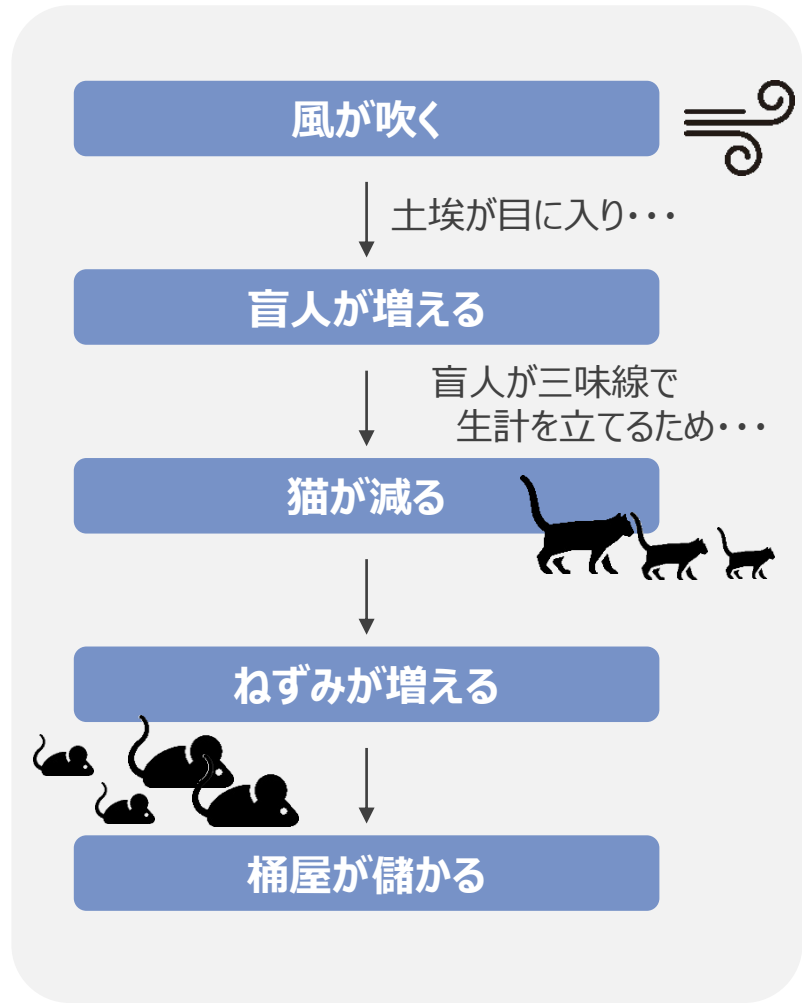 風が吹く
土埃が目に入り・・・
盲人が増える
盲人が三味線で
生計を立てるため・・・
猫が減る
ねずみが増える
桶屋が儲かる